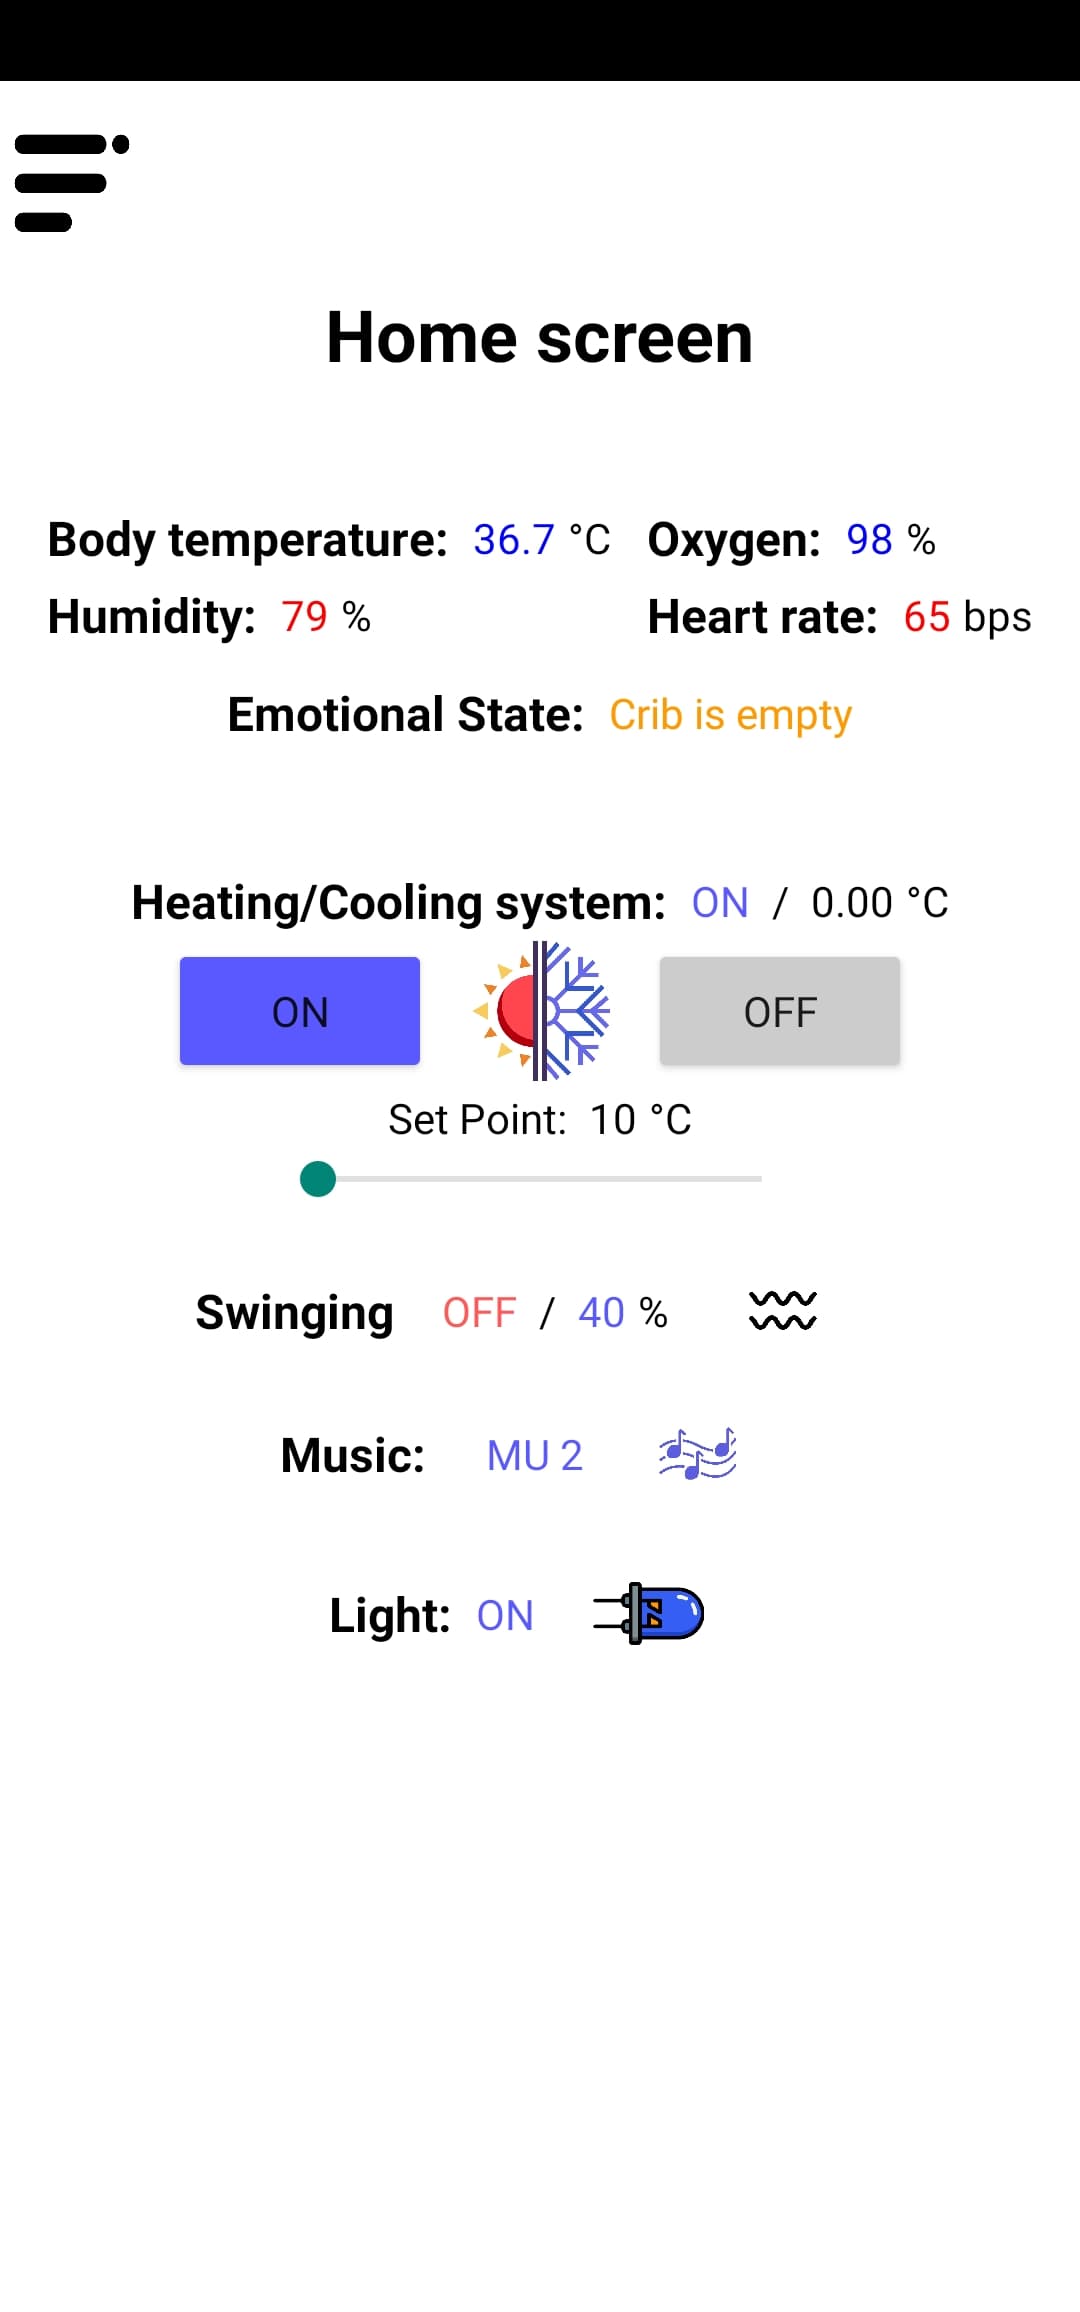 Home screen
Body temperature: 36.7 °C Oxygen: 98 %
Humidity: 79 % Heart rate: 65 bps
Emotional State: Crib is empty
Heating/Cooling system: ON / 0.00 °C
ON OFF
Set Point: 10 °C
Swinging OFF / 40 %
Music: MU 2
Light: ON